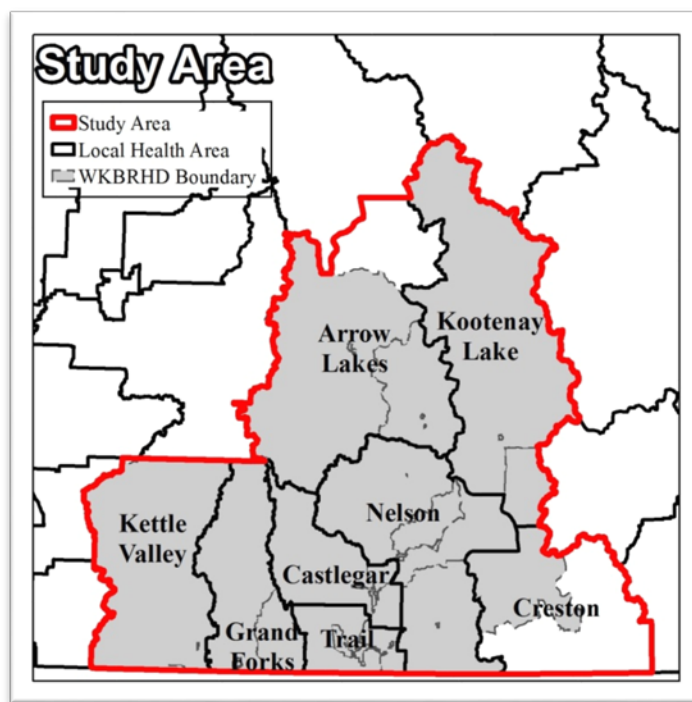 Study Area
Study Area
Local Health Area
WKBRHD Boundary
Arrow
Lakes
Kootenay
Lake
Kettle
Valley
Nelson
Castlegar
Creston
Grand
Forks
Trail